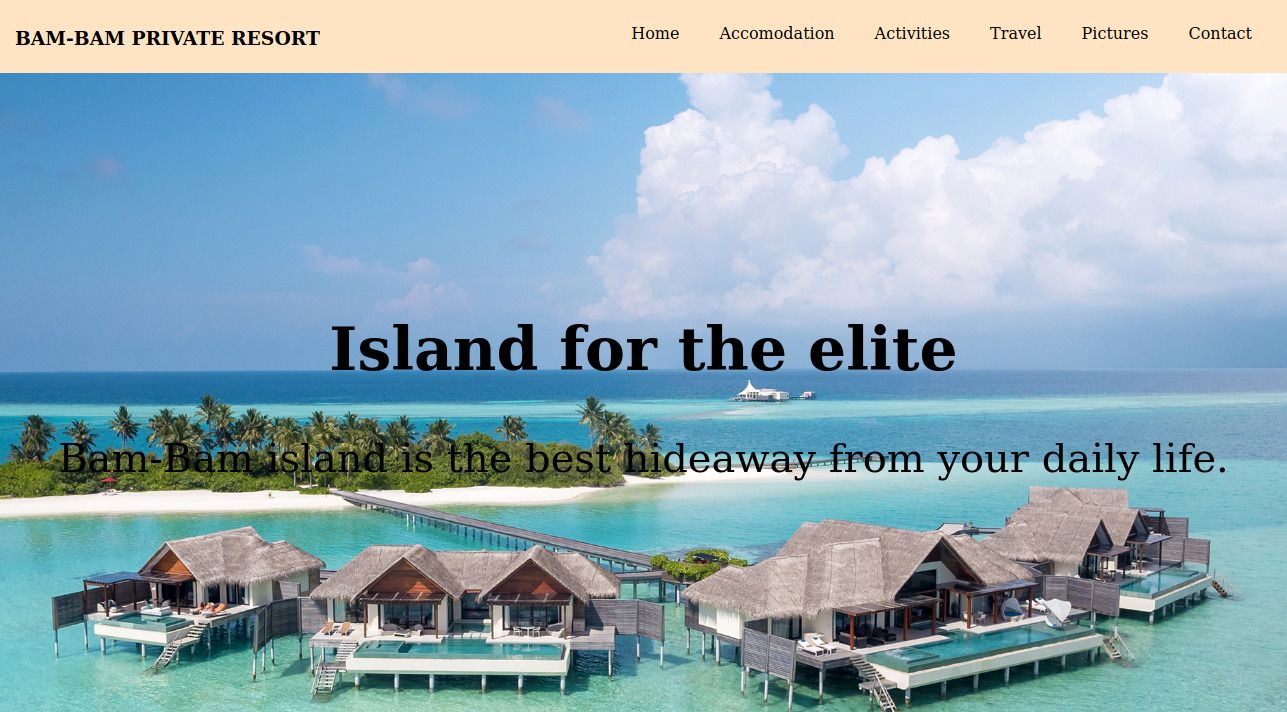 BAM-BAM PRIVATE RESORT
Home Accomodation Activities Travel Pictures Contact
Island for the elite
Bam-Bam island is the best hideaway from your daily life.